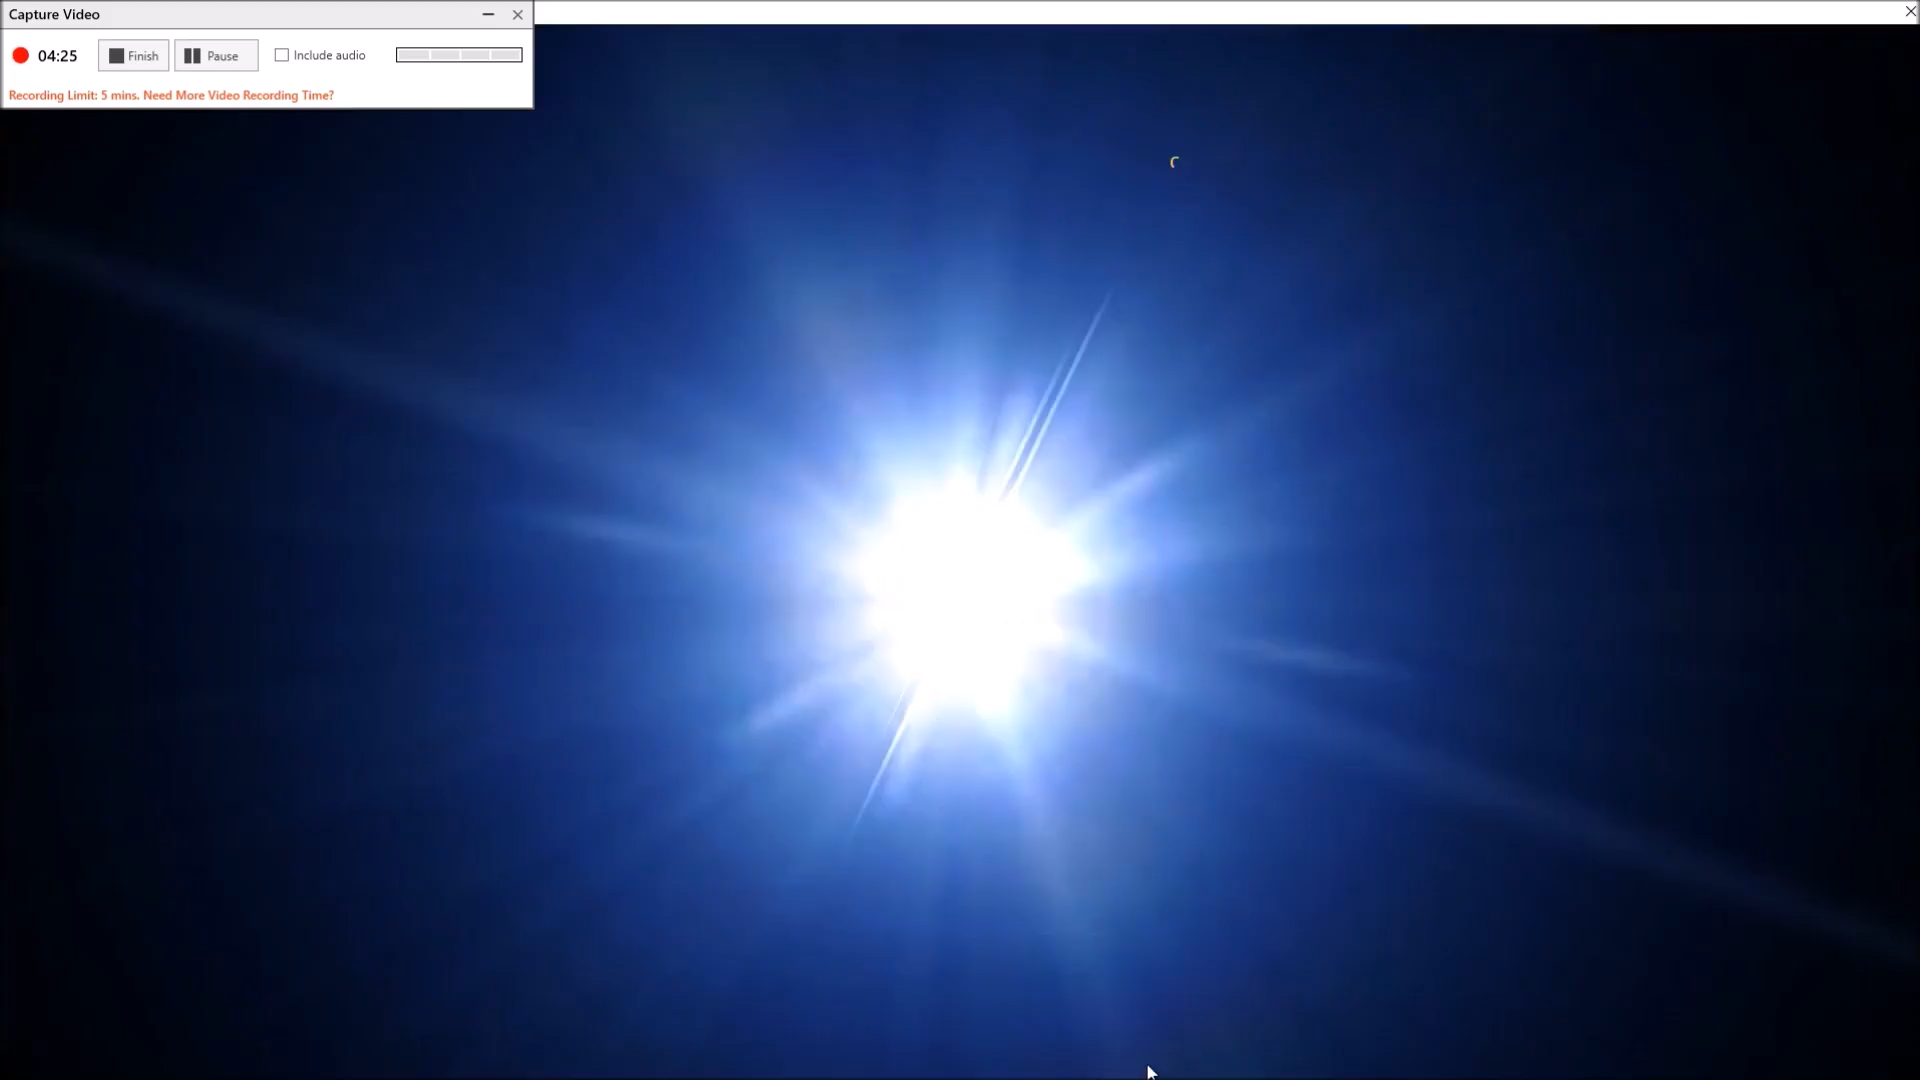 Capture Video
04:25 Finish Pause Include audio
Recording Limit: 5 mins. Need More Video Recording Time?